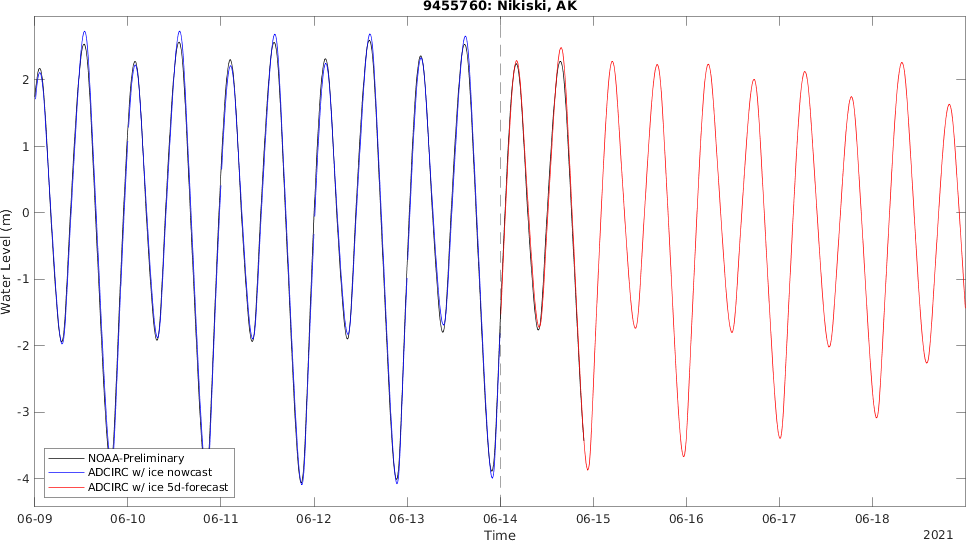 9455760: Nikiski, AK
Water Level (m)
2
1
0
-1
-2
-3
-4
NOAA-Preliminary
ADCIRC w/ ice nowcast
ADCIRC w/ ice 5d-forecast
06-09 06-10 06-11 06-12 06-13 06-14 06-15 06-16 06-17 06-18
Time
2021